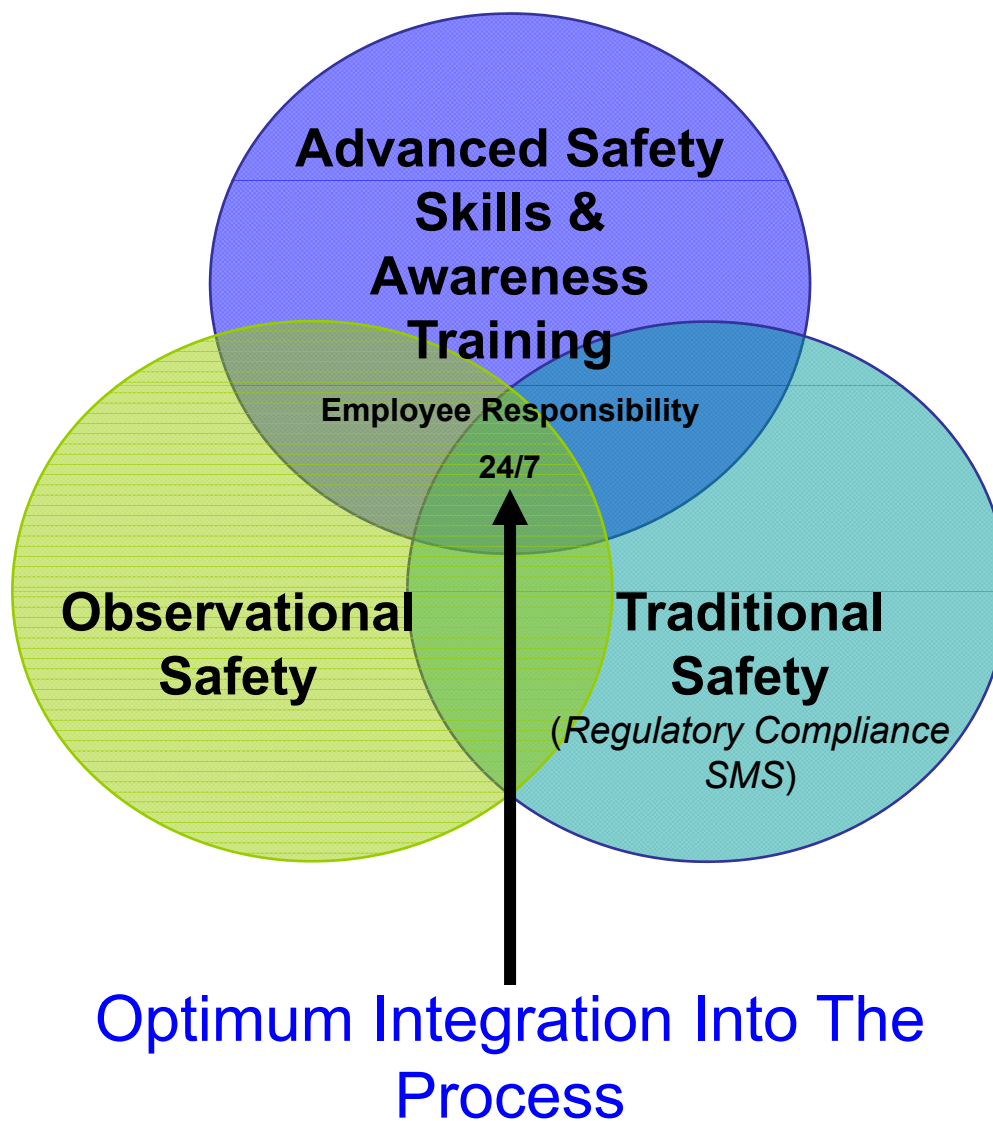 Advanced Safety
Skills &
Awareness
Training
Employee Responsibility
24/7
Observational
Safety
Traditional
Safety
(Regulatory Compliance
SMS)
Optimum Integration Into The
Process